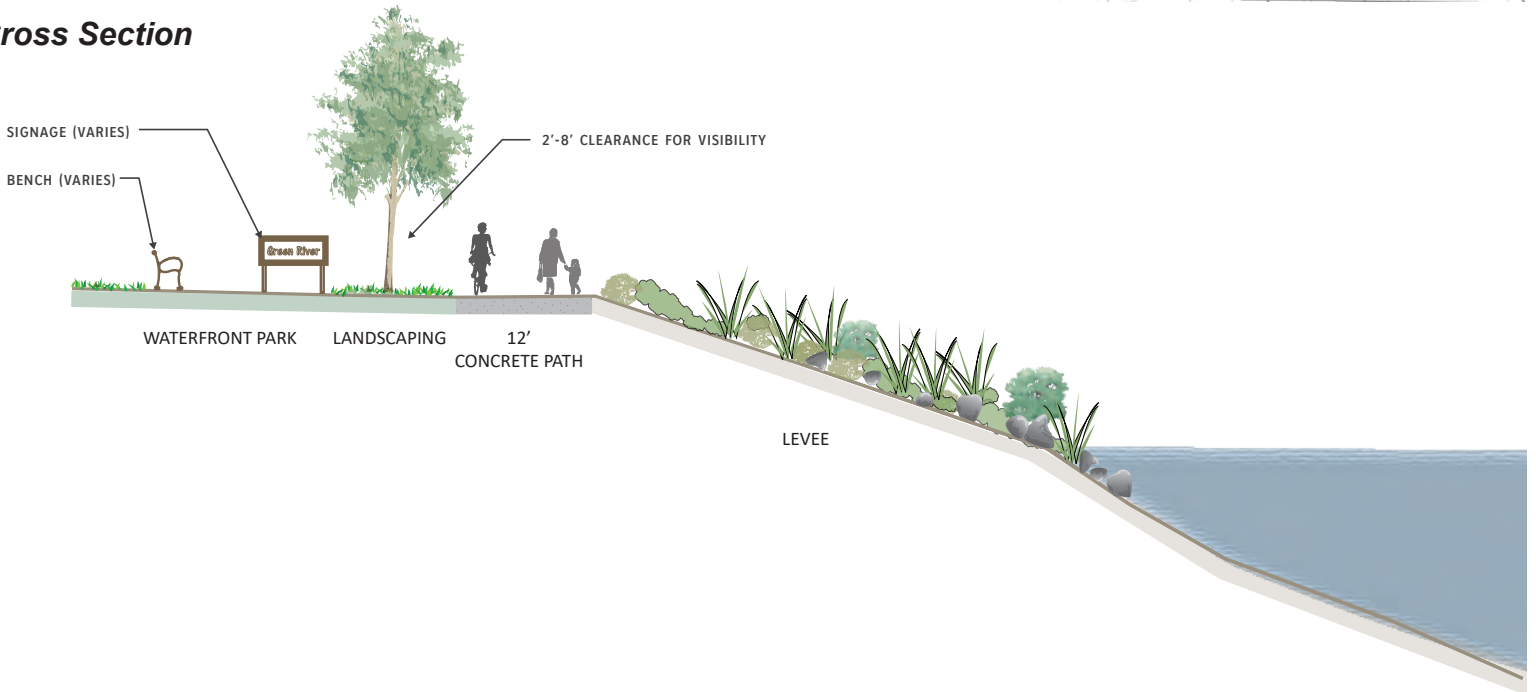 ross Section
SIGNAGE (VARIES)
2'-8' CLEARANCE FOR VISIBILITY
BENCH (VARIES)
Green River
WATERFRONT PARK
LANDSCAPING
12'
CONCRETE PATH
LEVEE